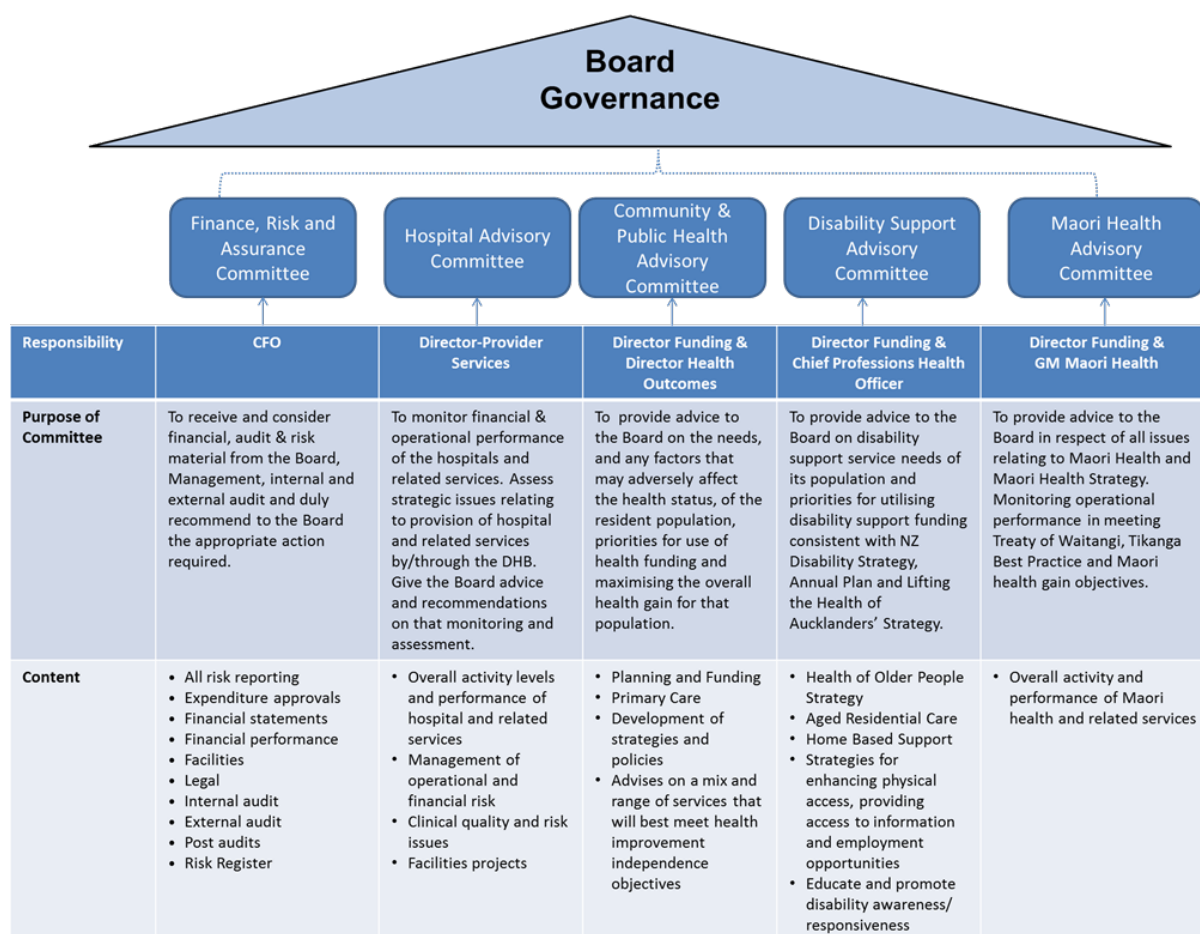 Board
Governance
Finance, Risk and
Assurance
Committee
Hospital Advisory
Committee
Community &
Public Health
Advisory
Committee
Disability Support
Advisory
Committee
Maori Health
Advisory
Committee
Responsibility
CFO
Director-Provider
Services
Director Funding &
Director Health
Outcomes
Director Funding &
Chief Professions Health
Officer
Director Funding &
GM Maori Health
Purpose of
Committee
To receive and consider
financial, audit & risk
material from the Board,
Management, internal and
external audit and duly
recommend to the Board
the appropriate action
required.
To monitor financial &
operational performance
of the hospitals and
related services. Assess
strategic issues relating
to provision of hospital
and related services
by/through the DHB.
Give the Board advice
and recommendations
on that monitoring and
assessment.
To provide advice to
the Board on the needs,
and any factors that
may adversely affect
the health status, of the
resident population,
priorities for use of
health funding and
maximising the overall
health gain for that
population.
To provide advice to the
Board on disability
support service needs of
its population and
priorities for utilising
disability support funding
consistent with NZ
Disability Strategy,
Annual Plan and Lifting
the Health of
Aucklanders’ Strategy.
To provide advice to the
Board in respect of all issues
relating to Maori Health and
Maori Health Strategy.
Monitoring operational
performance in meeting
Treaty of Waitangi, Tikanga
Best Practice and Maori
health gain objectives.
Content
• All risk reporting
• Expenditure approvals
• Financial statements
• Financial performance
• Facilities
• Legal
• Internal audit
• External audit
• Post audits
• Risk Register
• Overall activity levels
and performance of
hospital and related
services
• Management of
operational and
financial risk
• Clinical quality and risk
issues
• Facilities projects
• Planning and Funding
• Primary Care
• Development of
strategies and
policies
• Advises on a mix and
range of services that
will best meet health
improvement
independence
objectives
• Health of Older People
Strategy
• Aged Residential Care
• Home Based Support
• Strategies for
enhancing physical
access, providing
access to information
and employment
opportunities
• Educate and promote
disability awareness/
responsiveness
• Overall activity and
performance of Maori
health and related services